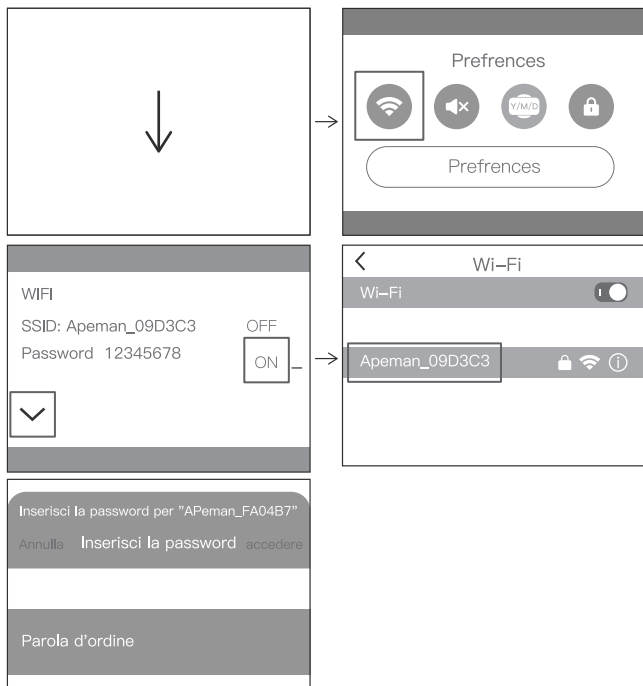 Prefrences
Y/M/D
Prefrences
WIFI
SSID: Apeman_09D3C3 OFF
Password 12345678 ON
Wi-Fi
Wi-Fi
Apeman_09D3C3
Inserisci la password per "APeman_FA04B7"
Annulla Inserisci la password accedere
Parola d'ordine